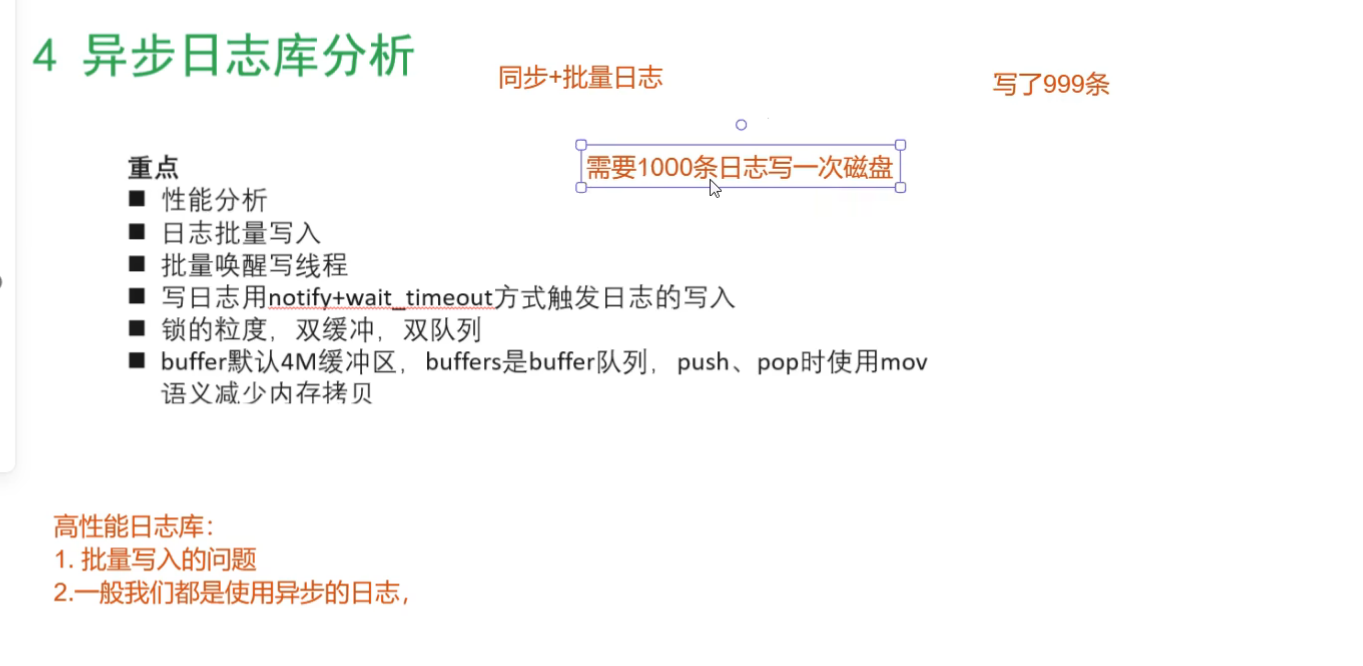 4 异步日志库分析
同步+批量日志
写了999条
需要1000条日志写一次磁盘
重点
■ 性能分析
■ 日志批量写入
■ 批量唤醒写线程
■ 写日志用notify+wait_timeout方式触发日志的写入
■ 锁的粒度，双缓冲，双队列
■ buffer默认4M缓冲区，buffers是buffer队列，push、pop时使用mov
语义减少内存拷贝
高性能日志库：
1. 批量写入的问题
2.一般我们都是使用异步的日志，